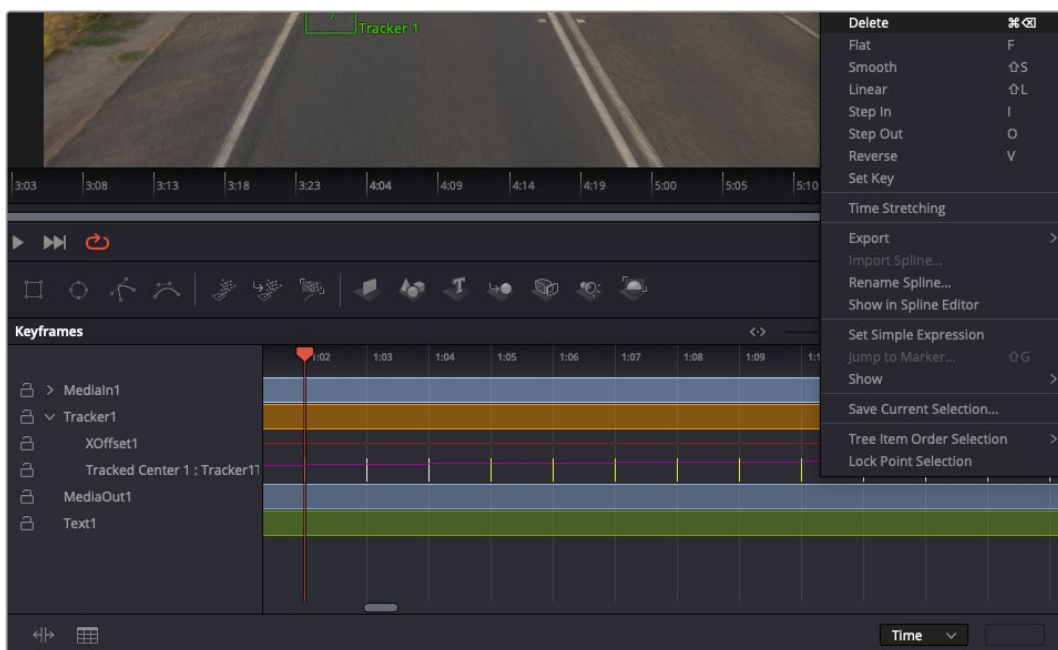 Tracker 1
Delete ⌘⌫
Flat F
Smooth ⇧S
Linear ⇧L
Step In I
Step Out O
Reverse V
Set Key
Time Stretching
Export
Import Spline...
Rename Spline...
Show in Spline Editor
Set Simple Expression
Jump to Marker... ⇧G
Show
Save Current Selection...
Tree Item Order Selection
Lock Point Selection
3:03 3:08 3:13 3:18 3:23 4:04 4:09 4:14 4:19 5:00 5:05 5:10
Keyframes
1:02 1:03 1:04 1:05 1:06 1:07 1:08 1:09
MediaIn1
Tracker1
XOffset1
Tracked Center 1 :
MediaOut1
Text1
Time